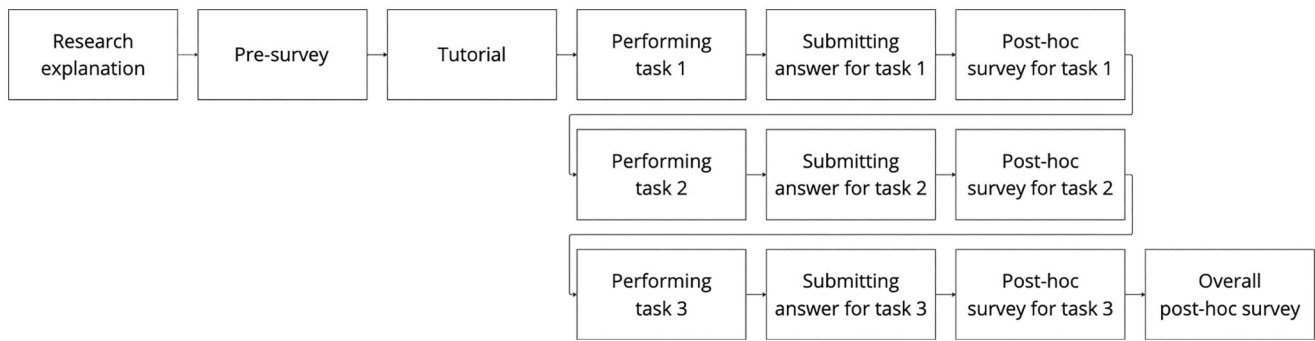 Research
explanation
Pre-survey
Tutorial
Performing
task 1
Submitting
answer for task 1
Post-hoc
survey for task 1
Performing
task 2
Submitting
answer for task 2
Post-hoc
survey for task 2
Performing
task 3
Submitting
answer for task 3
Post-hoc
survey for task 3
Overall
post-hoc survey